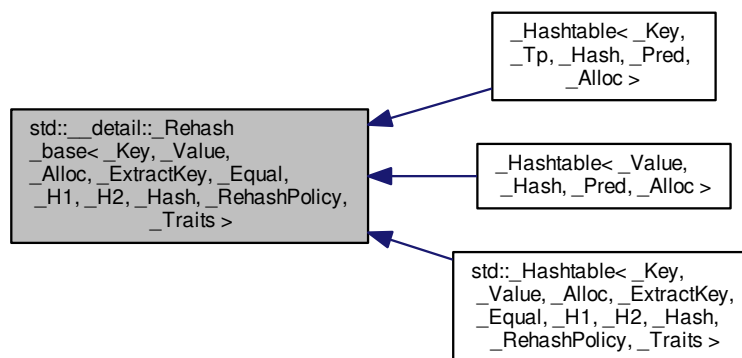 std::__detail::_Rehash
_base< _Key, _Value,
_Alloc, _ExtractKey, _Equal,
_H1, _H2, _Hash, _RehashPolicy,
_Traits >
_Hashtable< _Key,
_Tp, _Hash, _Pred,
_Alloc >
_Hashtable< _Value,
_Hash, _Pred, _Alloc >
std::_Hashtable< _Key,
_Value, _Alloc, _ExtractKey,
_Equal, _H1, _H2, _Hash,
_RehashPolicy, _Traits >